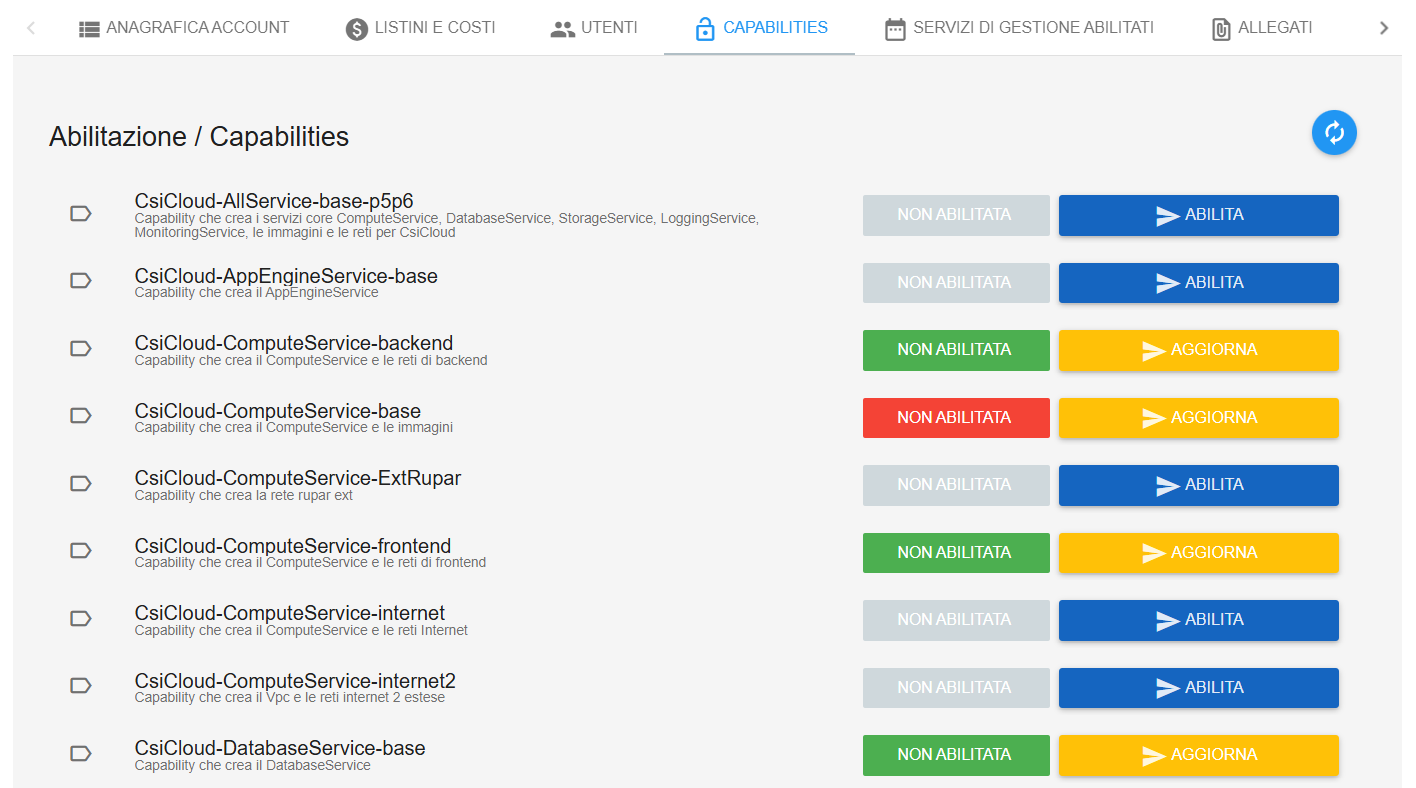 ANAGRAFICA ACCOUNT LISTINI E COSTI UTENTI CAPABILITIES SERVIZI DI GESTIONE ABILITATI ALLEGATI
Abilitazione / Capabilities
CsiCloud-AllService-base-p5p6
Capability che crea i servizi core ComputeService, DatabaseService, StorageService, LoggingService,
MonitoringService, le immagini e le reti per CsiCloud
NON ABILITATA ABILITA
CsiCloud-AppEngineService-base
Capability che crea il AppEngineService
NON ABILITATA ABILITA
CsiCloud-ComputeService-backend
Capability che crea il ComputeService e le reti di backend
NON ABILITATA AGGIORNA
CsiCloud-ComputeService-base
Capability che crea il ComputeService e le immagini
NON ABILITATA AGGIORNA
CsiCloud-ComputeService-ExtRupar
Capability che crea la rete rupar ext
NON ABILITATA ABILITA
CsiCloud-ComputeService-frontend
Capability che crea il ComputeService e le reti di frontend
NON ABILITATA AGGIORNA
CsiCloud-ComputeService-internet
Capability che crea il ComputeService e le reti Internet
NON ABILITATA ABILITA
CsiCloud-ComputeService-internet2
Capability che crea il Vpc e le reti internet 2 estese
NON ABILITATA ABILITA
CsiCloud-DatabaseService-base
Capability che crea il DatabaseService
NON ABILITATA AGGIORNA